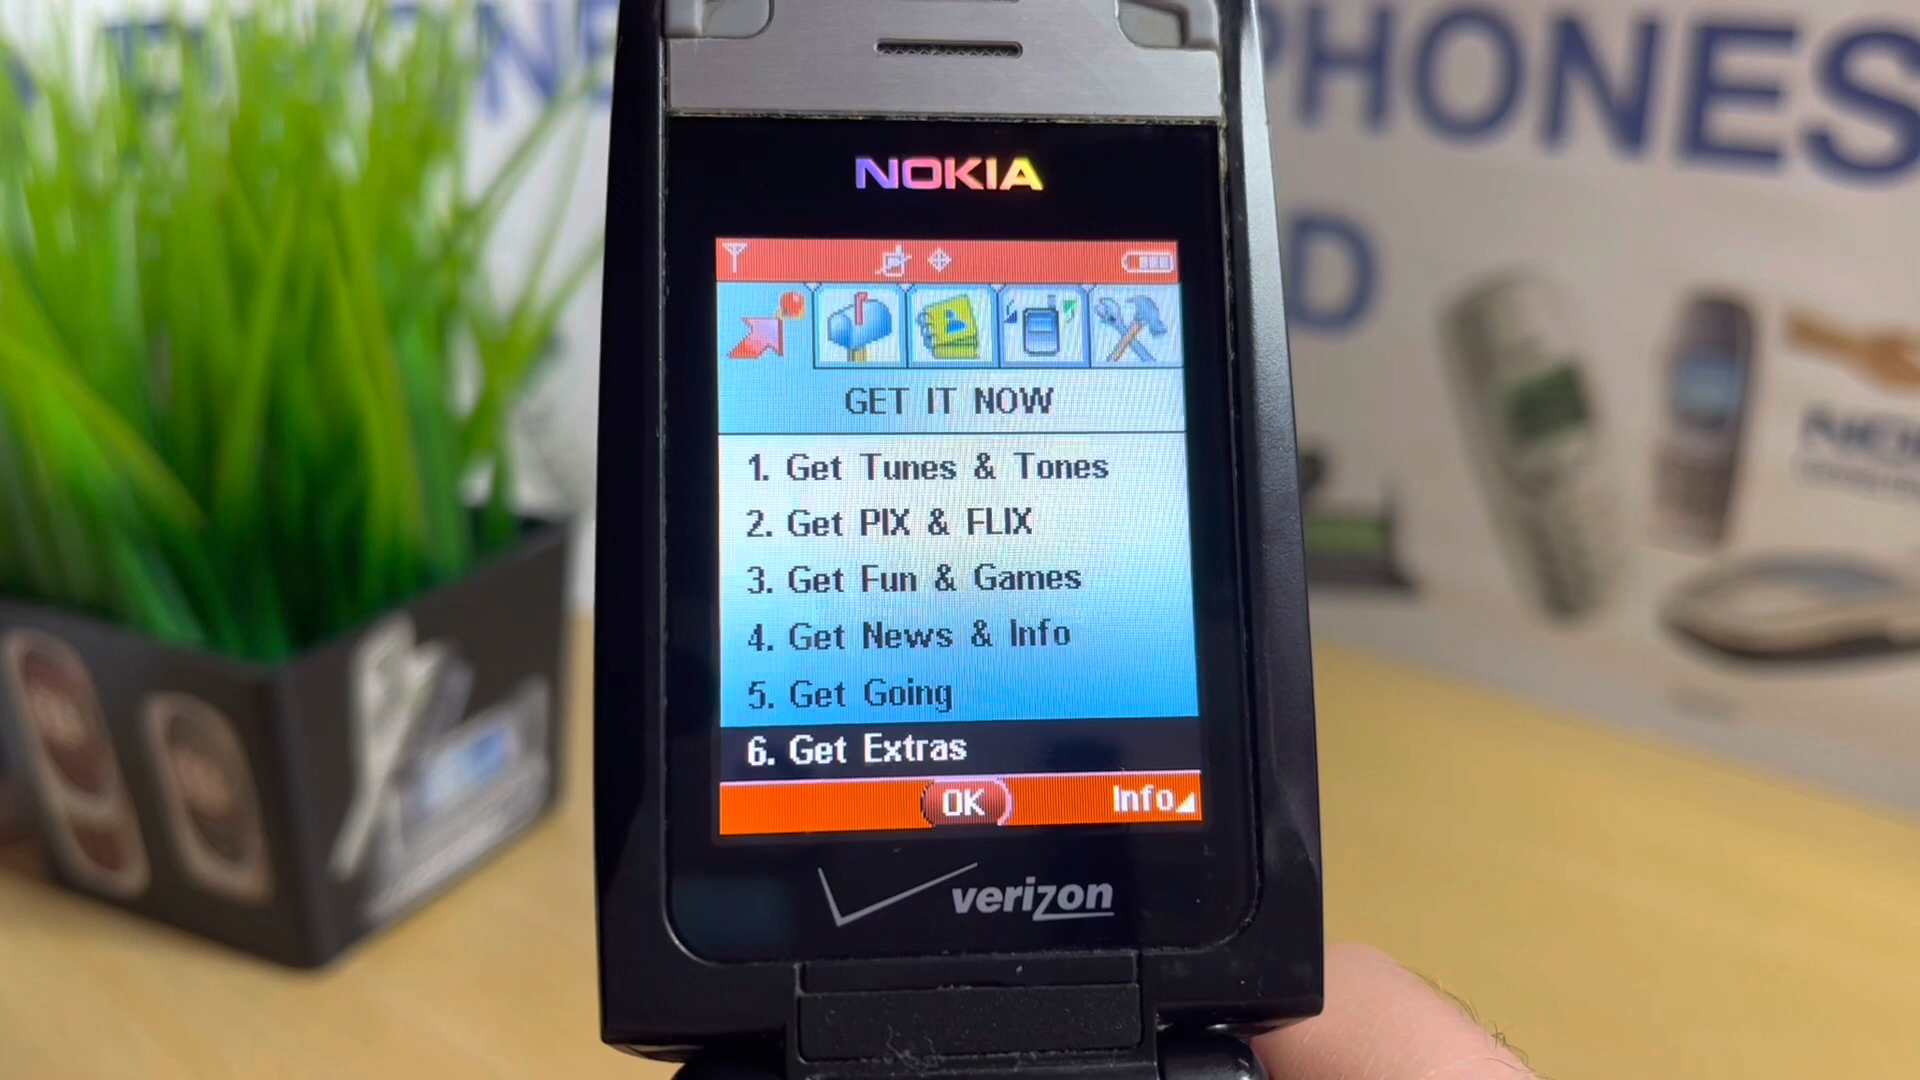 PHONES
NOKIA
GET IT NOW
1. Get Tunes & Tones
2. Get PIX & FLIX
3. Get Fun & Games
4. Get News & Info
5. Get Going
6. Get Extras
OK
Info
verizon